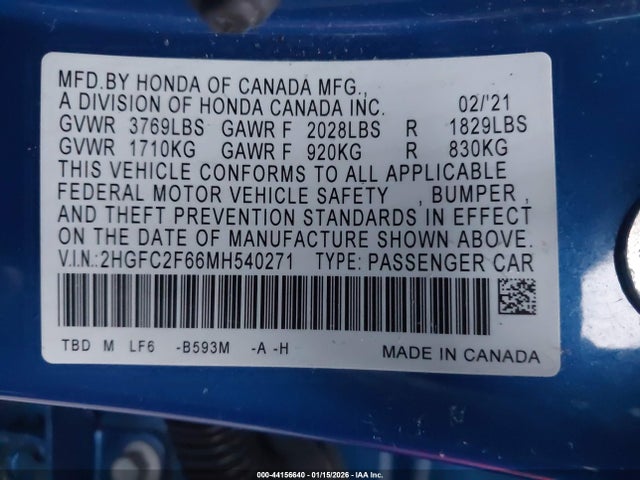 MFD.BY HONDA OF CANADA MFG.,
A DIVISION OF HONDA CANADA INC. 02/'21
GVWR 3769LBS GAWR F 2028LBS R 1829LBS
GVWR 1710KG GAWR F 920KG R 830KG
THIS VEHICLE CONFORMS TO ALL APPLICABLE
FEDERAL MOTOR VEHICLE SAFETY , BUMPER ,
AND THEFT PREVENTION STANDARDS IN EFFECT
ON THE DATE OF MANUFACTURE SHOWN ABOVE.
V.I.N:2HGFC2F66MH540271 TYPE: PASSENGER CAR
TBD M LF6 -B593M -A -H MADE IN CANADA
000-44156640 - 01/15/2026 - IAA Inc.